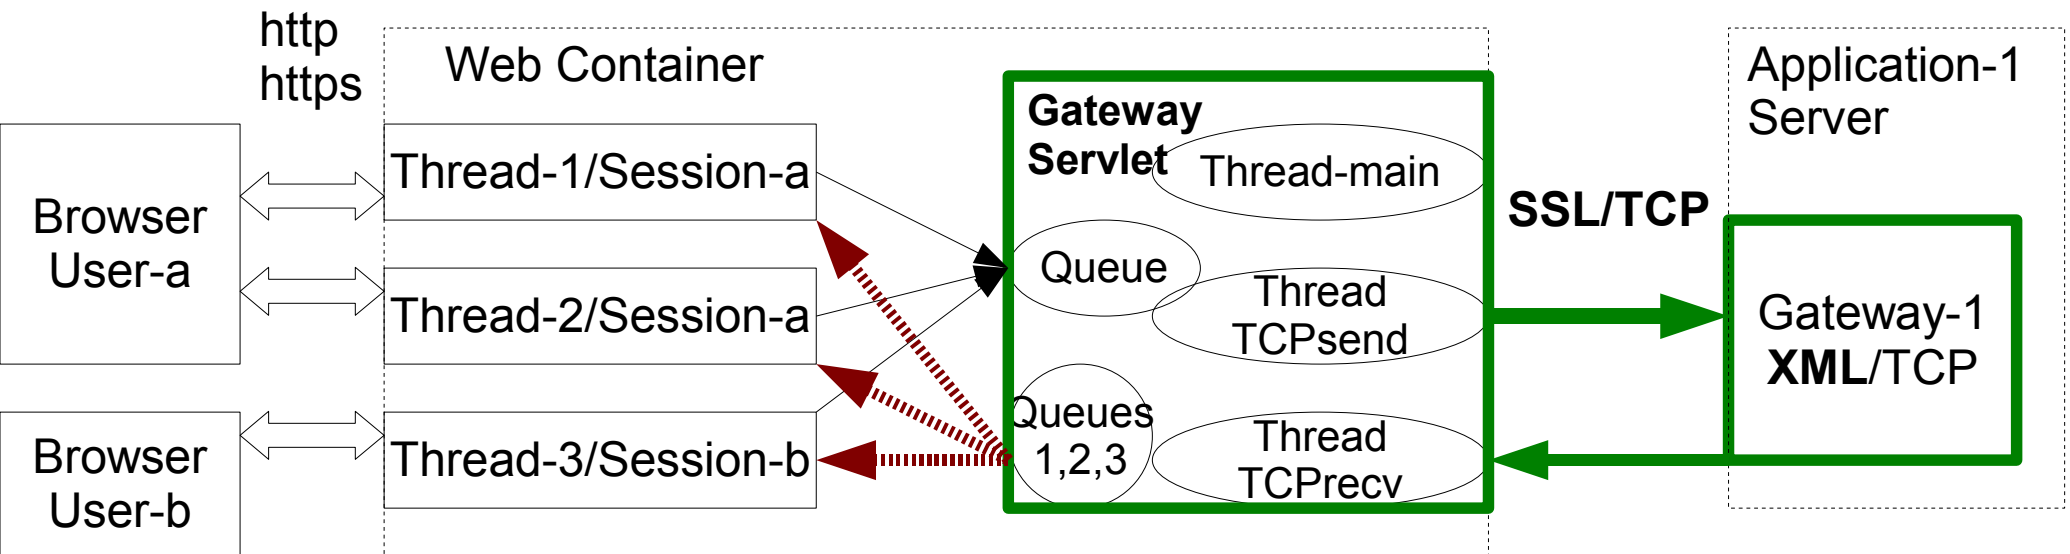 http
https
Web Container
Application-1
Server
Gateway
Servlet
Thread-1/Session-a
Thread-main
Browser
User-a
SSL/TCP
Queue
Thread-2/Session-a
Thread
TCPsend
Gateway-1
XML/TCP
Queues
1,2,3
Thread
TCPrecv
Browser
User-b
Thread-3/Session-b